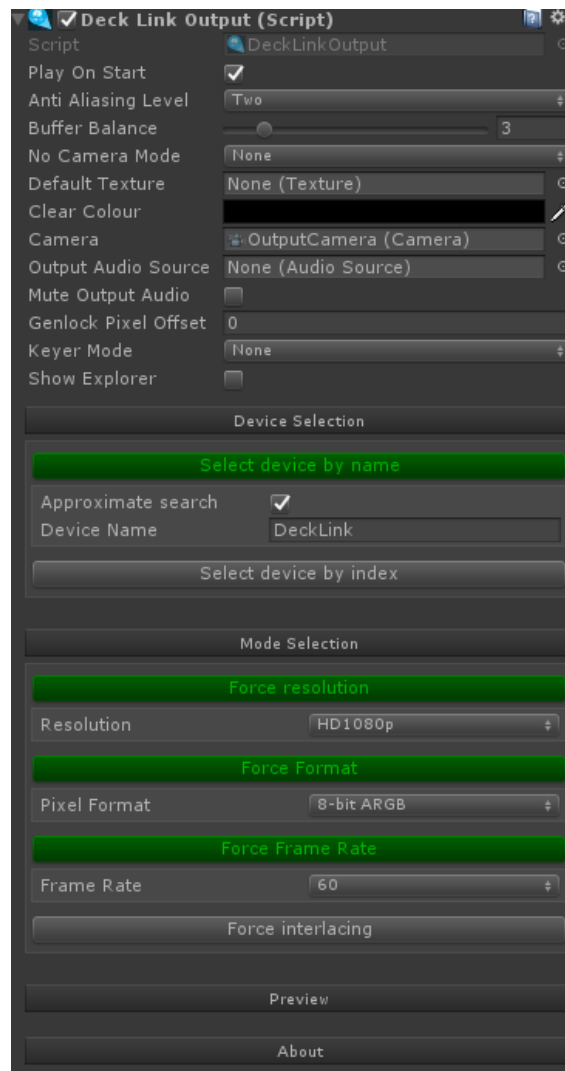 Deck Link Output (Script)
Script DeckLinkOutput
Play On Start
Anti Aliasing Level Two
Buffer Balance 3
No Camera Mode None
Default Texture None (Texture)
Clear Colour
Camera OutputCamera (Camera)
Output Audio Source None (Audio Source)
Mute Output Audio
Genlock Pixel Offset 0
Keyer Mode None
Show Explorer
Device Selection
Select device by name
Approximate search
Device Name DeckLink
Select device by index
Mode Selection
Force resolution
Resolution HD1080p
Force Format
Pixel Format 8-bit ARGB
Force Frame Rate
Frame Rate 60
Force interlacing
Preview
About